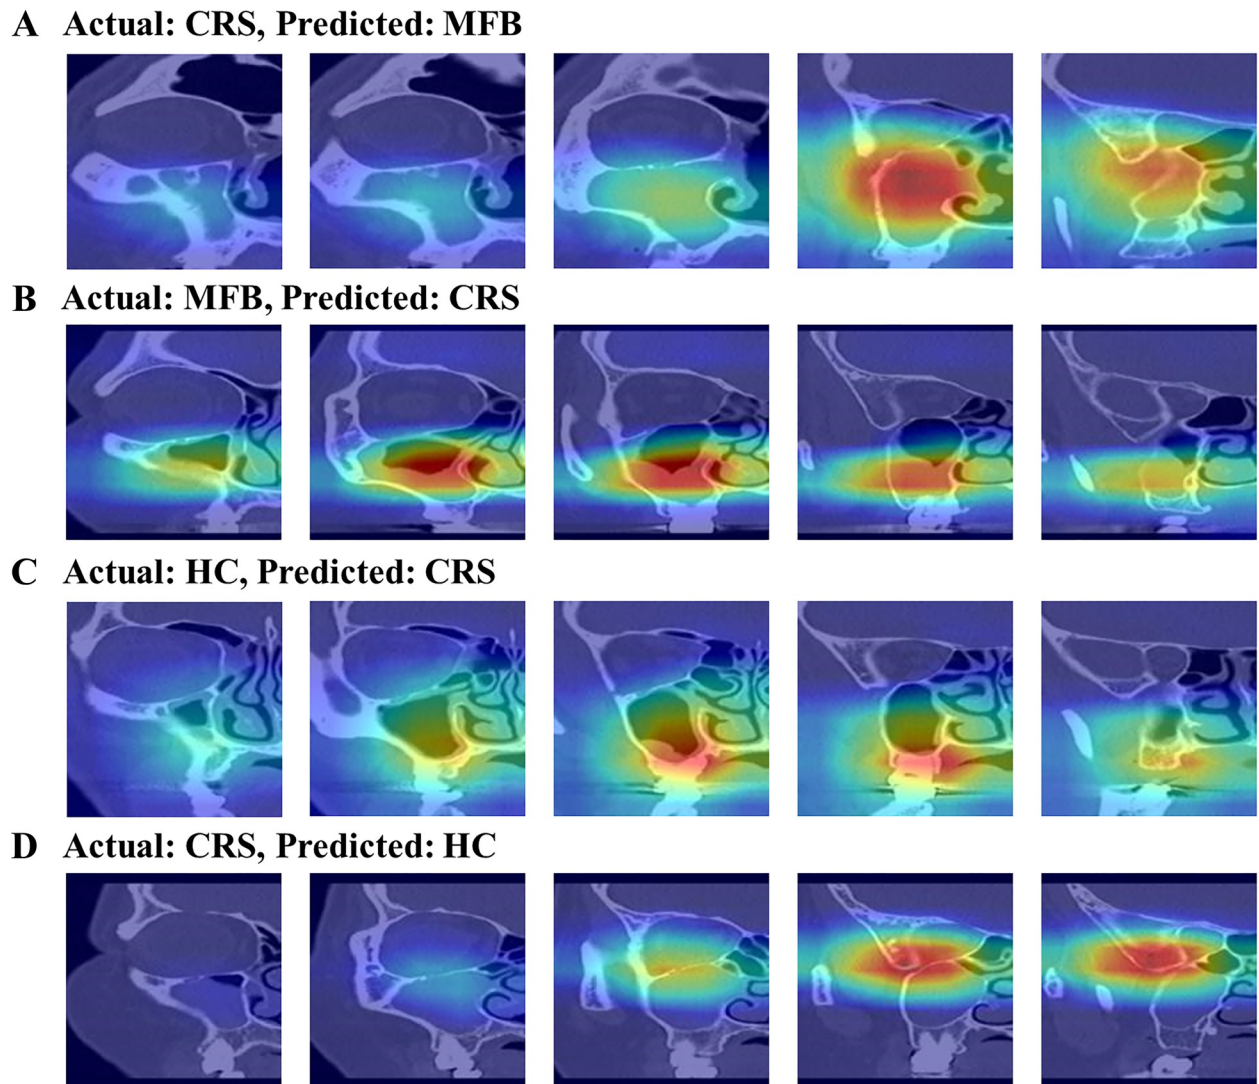 A Actual: CRS, Predicted: MFB
B Actual: MFB, Predicted: CRS
C Actual: HC, Predicted: CRS
D Actual: CRS, Predicted: HC